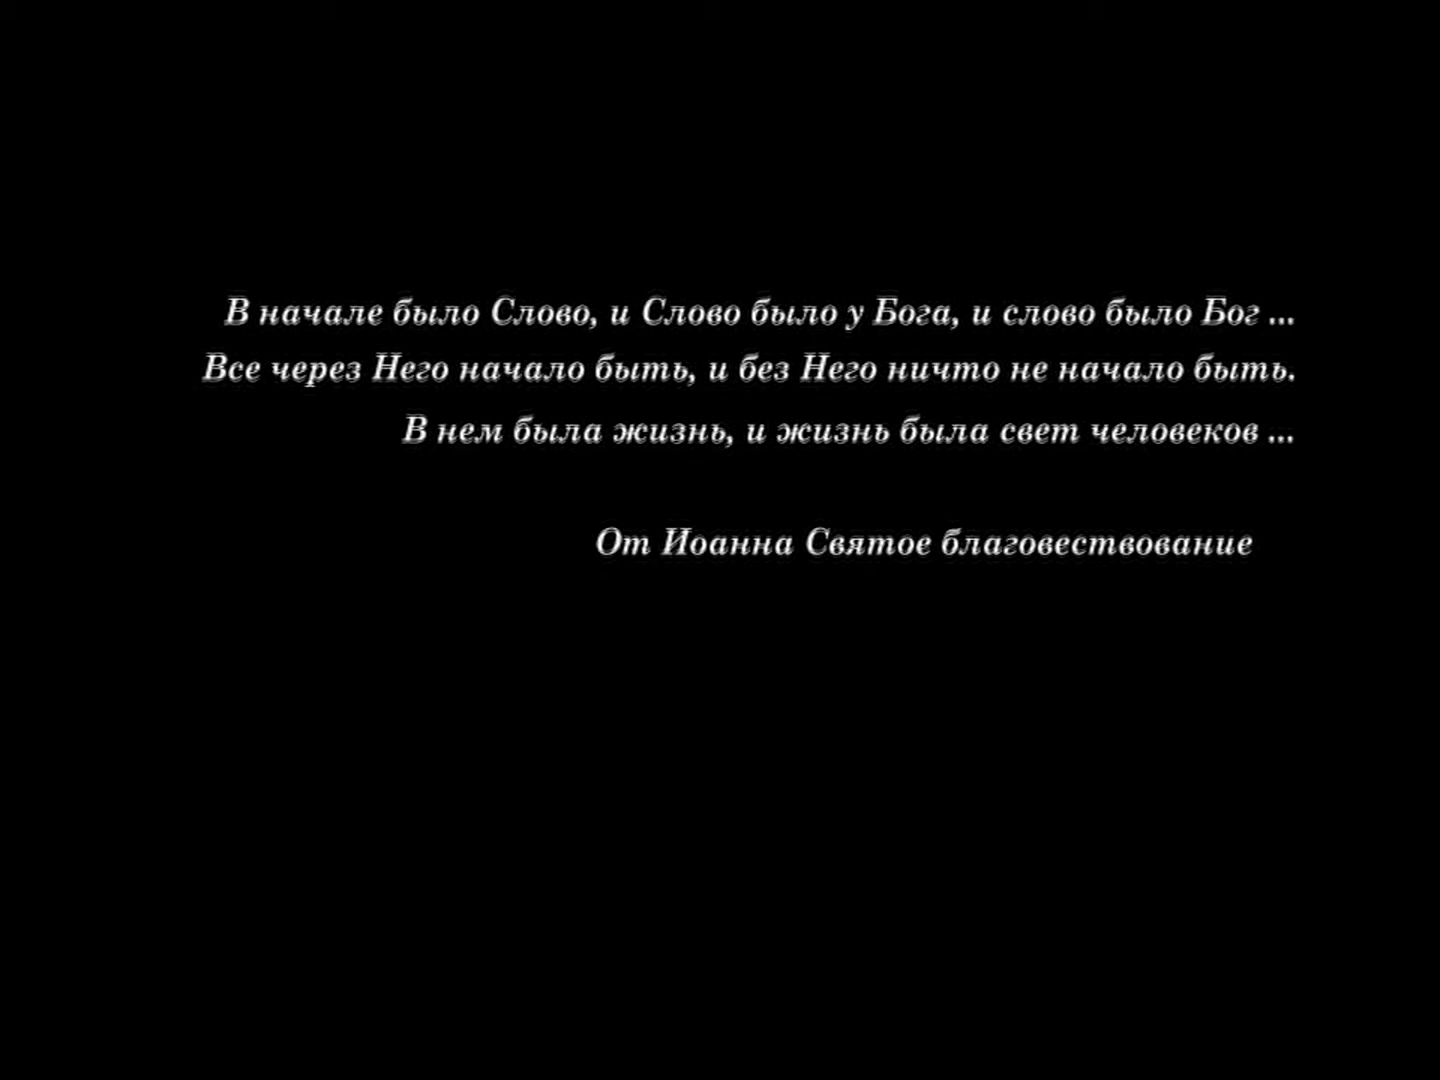 В начале было Слово, и Слово было у Бога, и слово было Бог ...
Все через Него начало быть, и без Него ничто не начало быть.
В нем была жизнь, и жизнь была свет человеков ...
От Иоанна Святое благовествование